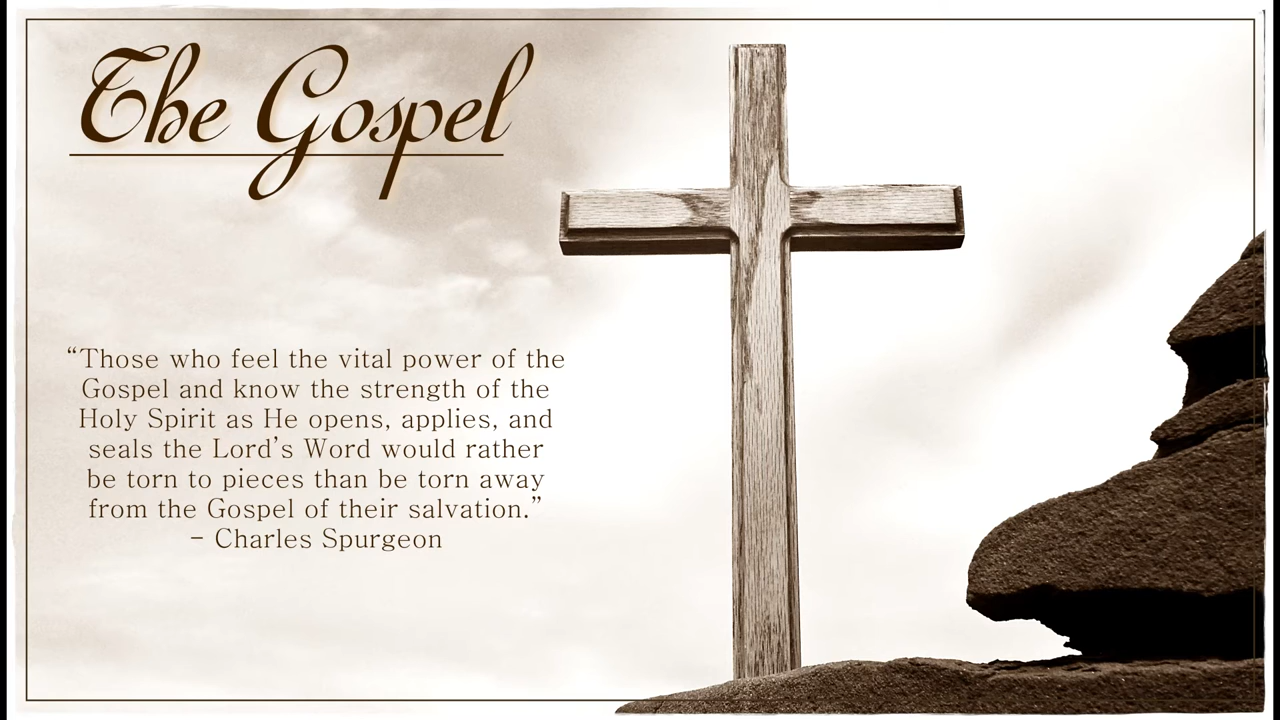 The Gospel
“Those who feel the vital power of the
Gospel and know the strength of the
Holy Spirit as He opens, applies, and
seals the Lord’s Word would rather
be torn to pieces than be torn away
from the Gospel of their salvation.”
– Charles Spurgeon